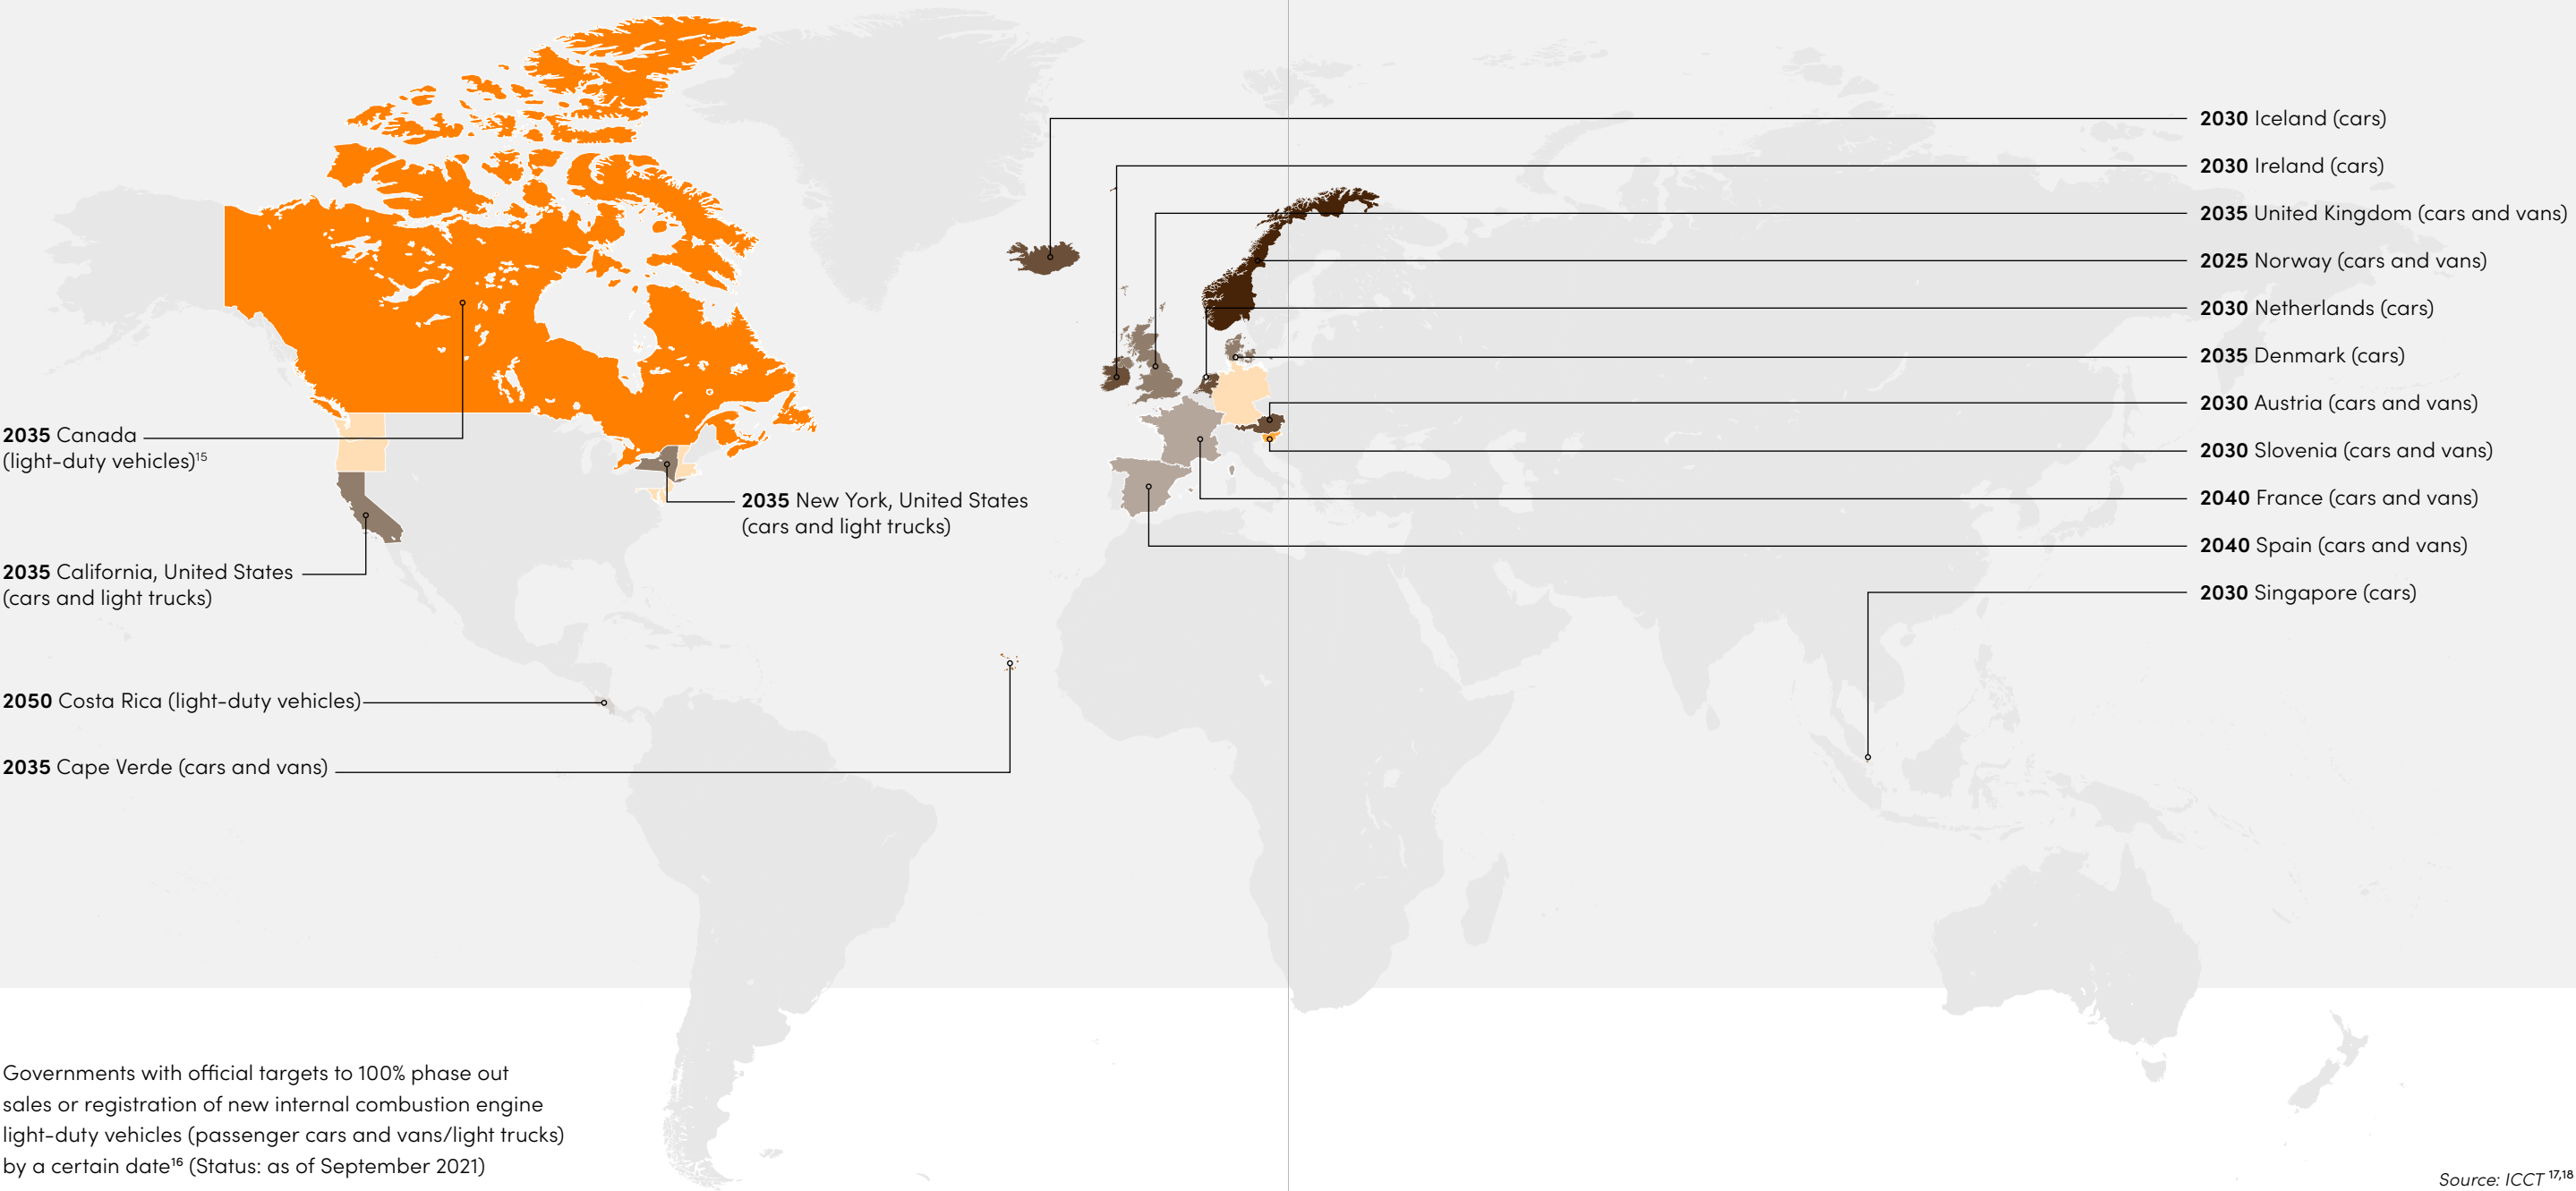 2030 Iceland (cars)
2030 Ireland (cars)
2035 United Kingdom (cars and vans)
2025 Norway (cars and vans)
2030 Netherlands (cars)
2035 Denmark (cars)
2030 Austria (cars and vans)
2030 Slovenia (cars and vans)
2040 France (cars and vans)
2040 Spain (cars and vans)
2030 Singapore (cars)
2035 Canada
(light-duty vehicles)¹⁵
2035 New York, United States
(cars and light trucks)
2035 California, United States
(cars and light trucks)
2050 Costa Rica (light-duty vehicles)
2035 Cape Verde (cars and vans)
Governments with official targets to 100% phase out
sales or registration of new internal combustion engine
light-duty vehicles (passenger cars and vans/light trucks)
by a certain date¹⁶ (Status: as of September 2021)
Source: ICCT ¹⁷,¹⁸